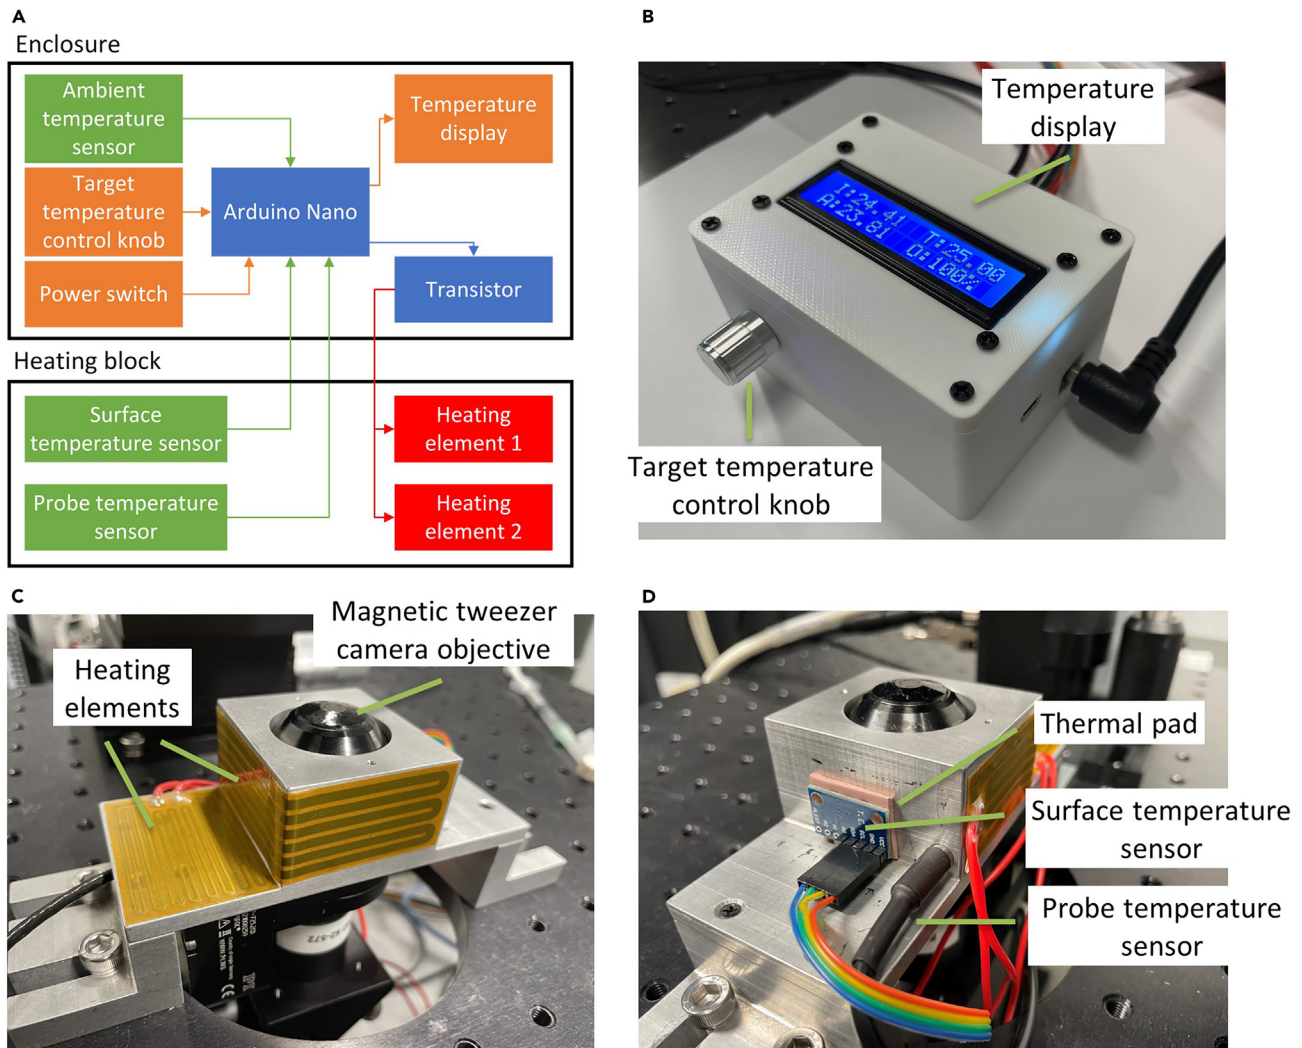 A
Enclosure
Ambient
temperature
sensor
Target
temperature
control knob
Power switch
Arduino Nano
Temperature
display
Transistor
Heating block
Surface
temperature sensor
Probe temperature
sensor
Heating
element 1
Heating
element 2
B
Temperature
display
I:24.41 T:25.00
A:23.81 O:100%
Target temperature
control knob
C
Magnetic tweezer
camera objective
Heating
elements
D
Thermal pad
Surface temperature
sensor
Probe temperature
sensor